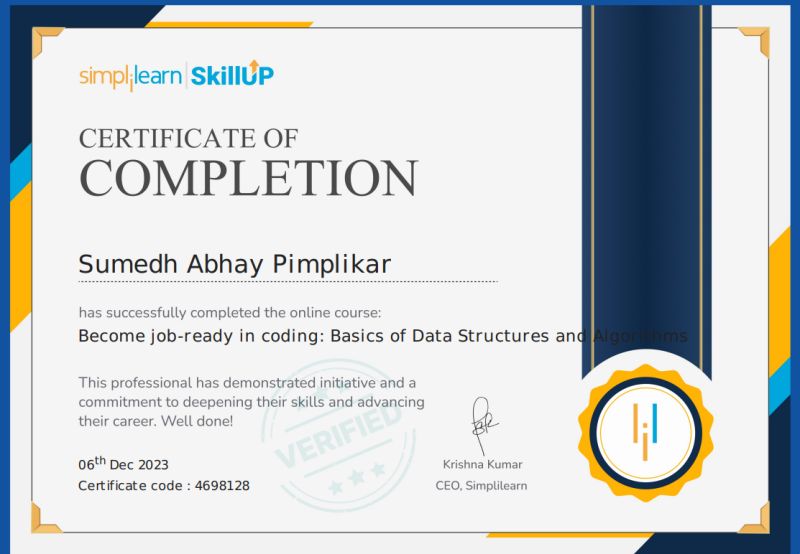 simplilearn | SkillUP
CERTIFICATE OF
COMPLETION
Sumedh Abhay Pimplikar
has successfully completed the online course:
Become job-ready in coding: Basics of Data Structures and Algorithms
This professional has demonstrated initiative and a
commitment to deepening their skills and advancing
their career. Well done!
VERIFIED
06th Dec 2023
Certificate code : 4698128
Krishna Kumar
CEO, Simplilearn